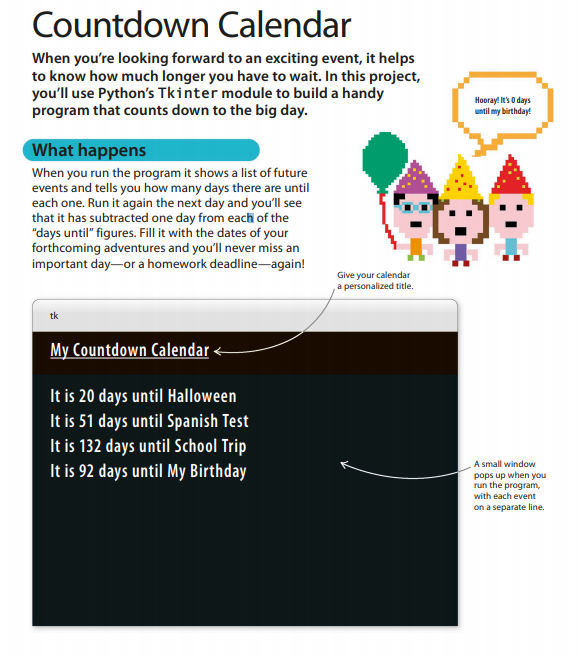 Countdown Calendar
When you’re looking forward to an exciting event, it helps
to know how much longer you have to wait. In this project,
you’ll use Python’s Tkinter module to build a handy
program that counts down to the big day.
Hooray! It’s 0 days
until my birthday!
What happens
When you run the program it shows a list of future
events and tells you how many days there are until
each one. Run it again the next day and you’ll see
that it has subtracted one day from each of the
“days until” figures. Fill it with the dates of your
forthcoming adventures and you’ll never miss an
important day—or a homework deadline—again!
Give your calendar
a personalized title.
tk
My Countdown Calendar
It is 20 days until Halloween
It is 51 days until Spanish Test
It is 132 days until School Trip
It is 92 days until My Birthday
A small window
pops up when you
run the program,
with each event
on a separate line.